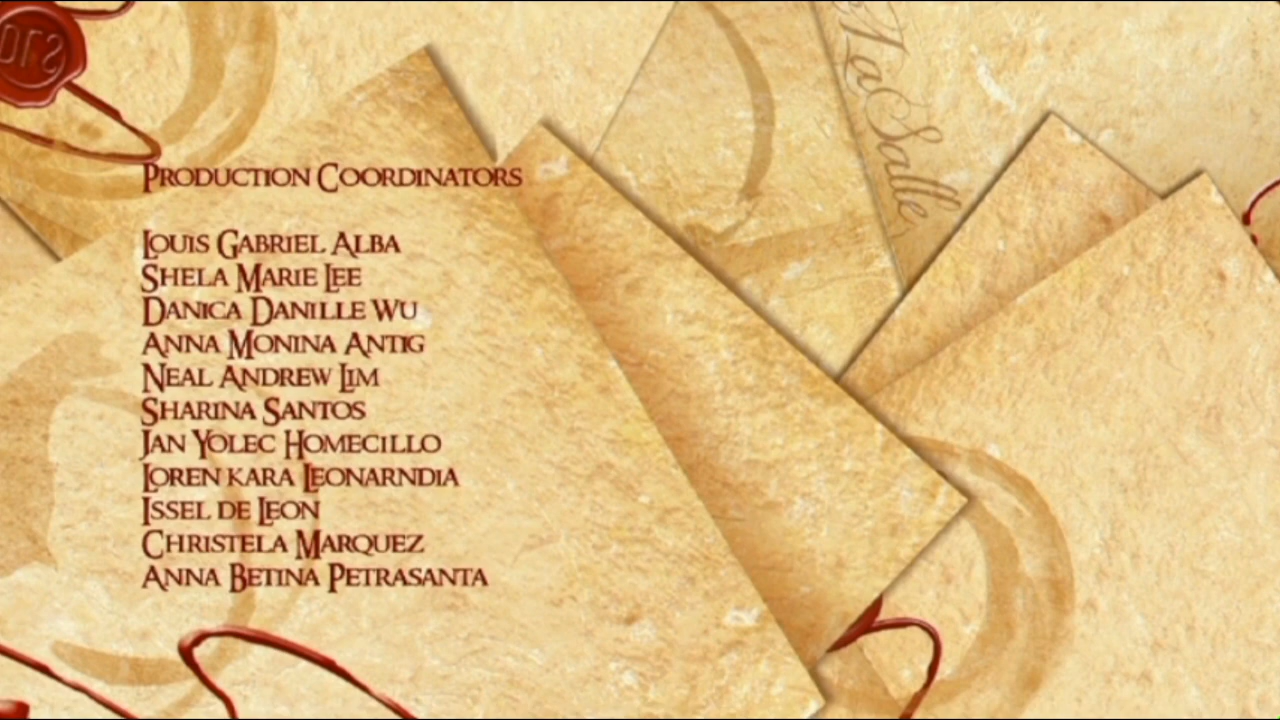 LaSalle
Production Coordinators
Louis Gabriel Alba
Shela Marie Lee
Danica Danille Wu
Anna Monina Antig
Neal Andrew Lim
Sharina Santos
Jan Yolec Homecillo
Loren kara Leonarndia
Issel de Leon
Christela Marquez
Anna Betina Petrasanta